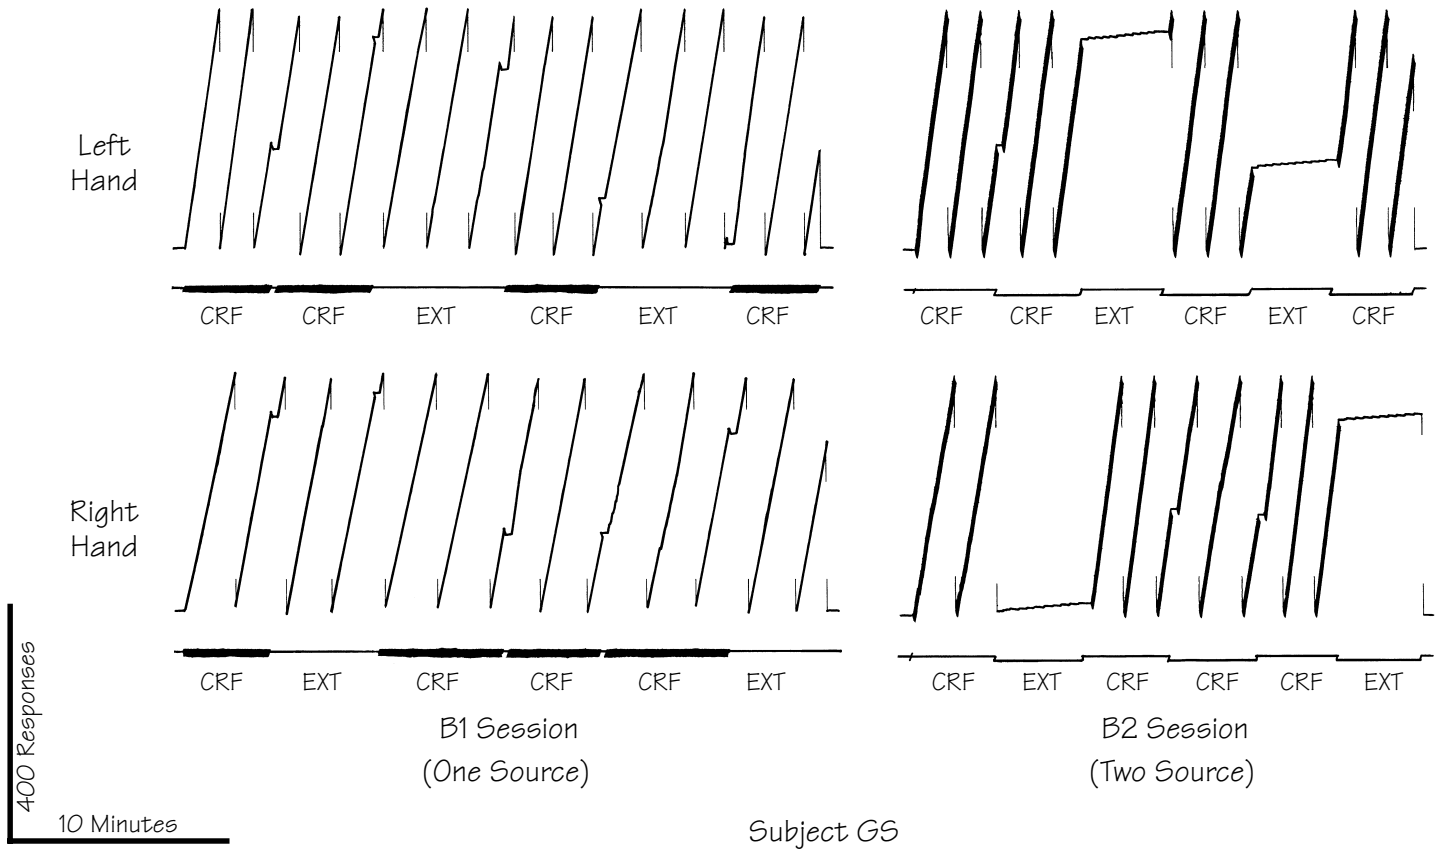 Left
Hand
CRF CRF EXT CRF EXT CRF
CRF CRF EXT CRF EXT CRF
Right
Hand
CRF EXT CRF CRF CRF EXT
CRF EXT CRF CRF CRF EXT
B1 Session
(One Source)
B2 Session
(Two Source)
400 Responses
10 Minutes
Subject GS